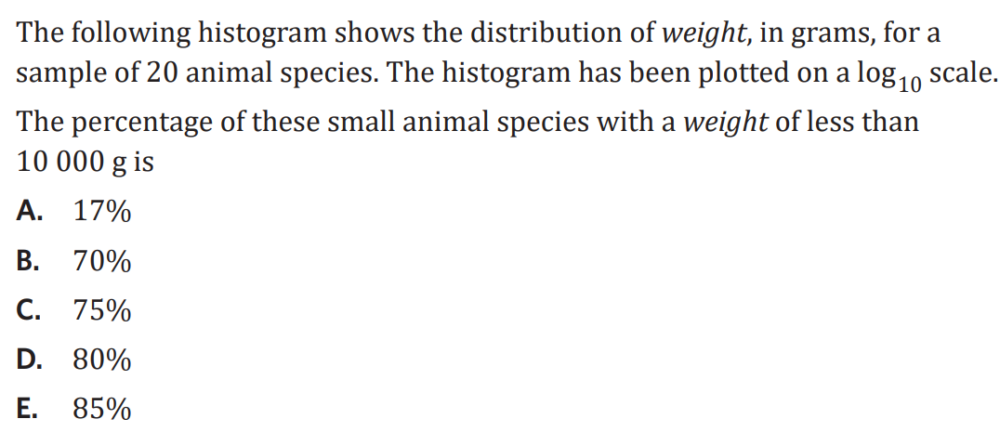 The following histogram shows the distribution of weight, in grams, for a
sample of 20 animal species. The histogram has been plotted on a log₁₀ scale.
The percentage of these small animal species with a weight of less than
10 000 g is
A. 17%
B. 70%
C. 75%
D. 80%
E. 85%